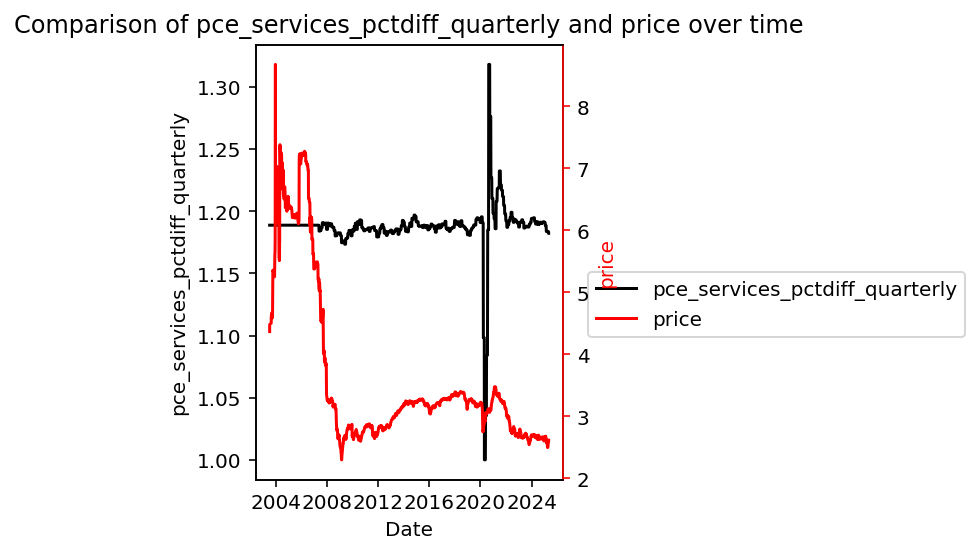 Comparison of pce_services_pctdiff_quarterly and price over time
pce_services_pctdiff_quarterly
1.30
1.25
1.20
1.15
1.10
1.05
1.00
8
7
6
5
4
3
2
price
pce_services_pctdiff_quarterly
price
2004 2008 2012 2016 2020 2024
Date